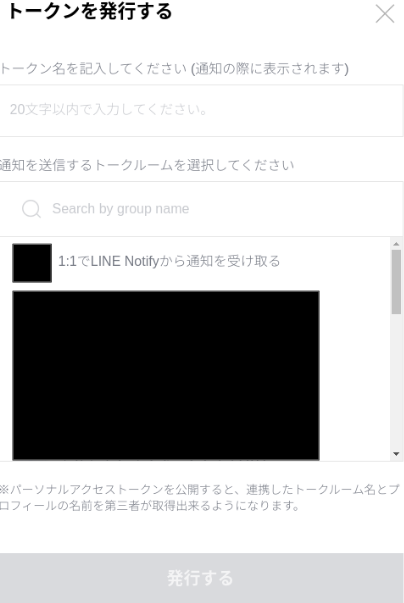 トークンを発行する
トークン名を記入してください (通知の際に表示されます)
20文字以内で入力してください。
通知を送信するトークルームを選択してください
Search by group name
1:1でLINE Notifyから通知を受け取る
※パーソナルアクセストークンを公開すると、連携したトークルーム名とプ
ロフィールの名前を第三者が取得出来るようになります。
発行する